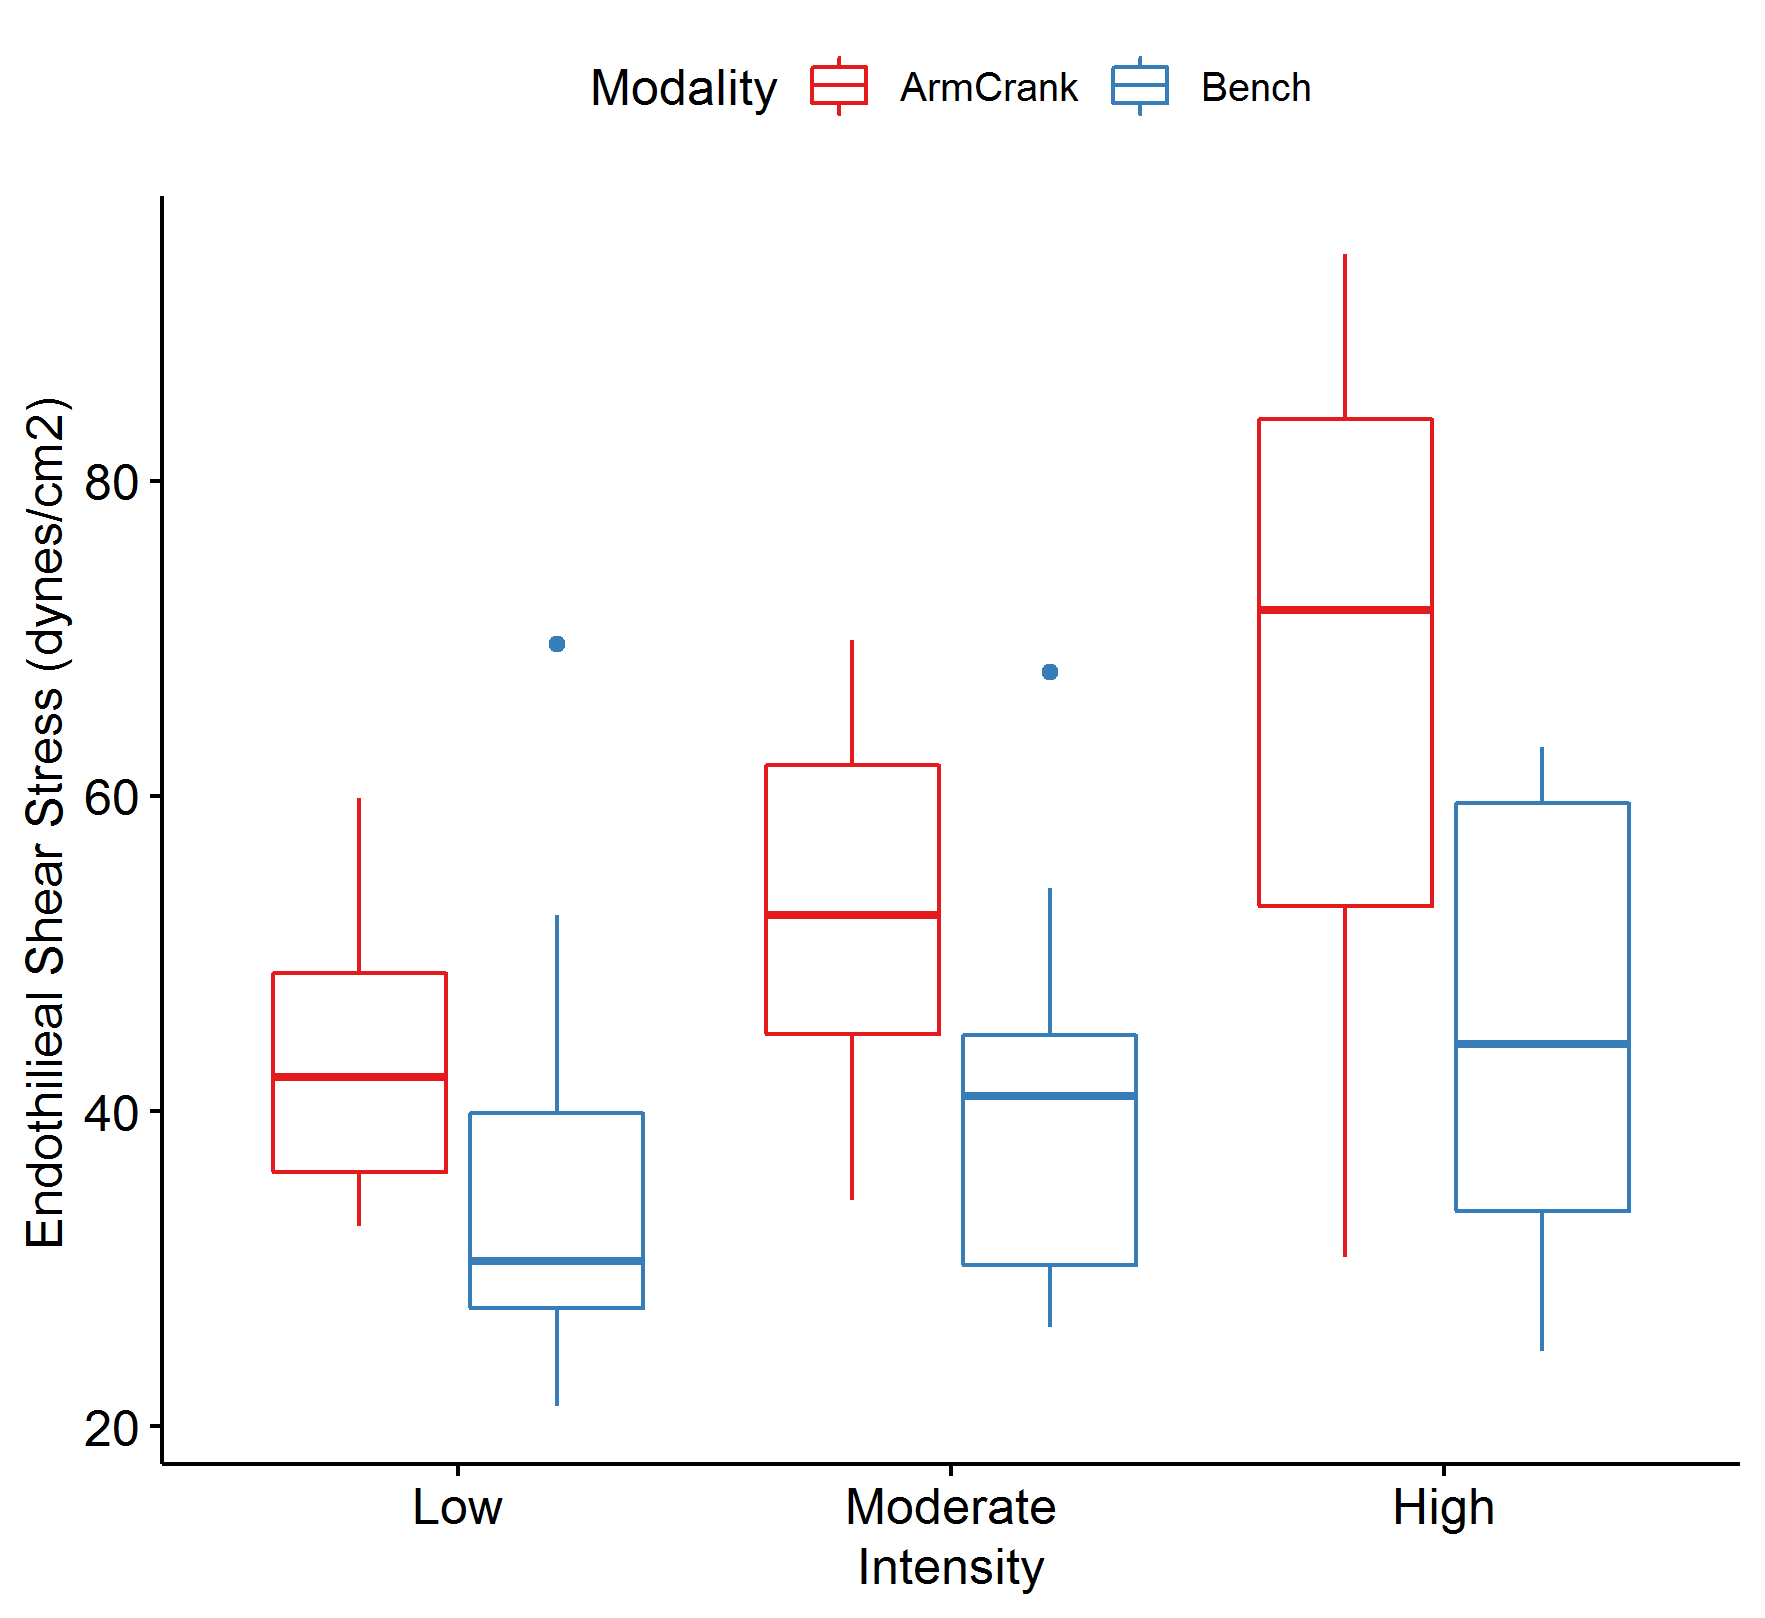 Modality ArmCrank Bench
Endothilieal Shear Stress (dynes/cm2)
80
60
40
20
Low Moderate High
Intensity